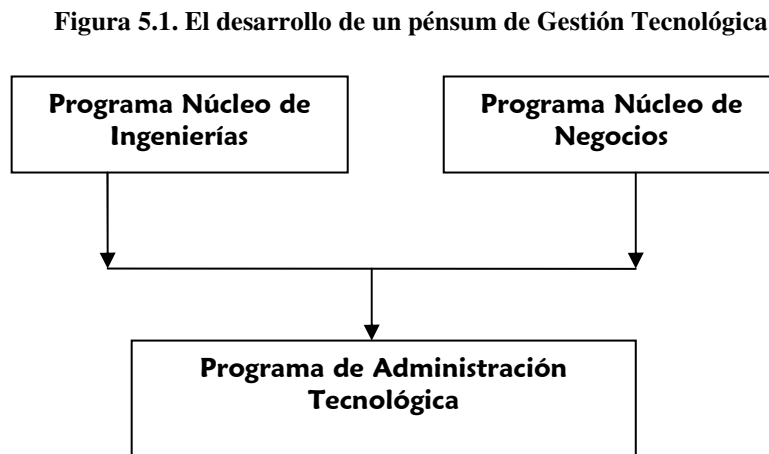 Figura 5.1. El desarrollo de un pénsum de Gestión Tecnológica
Programa Núcleo de
Ingenierías
Programa Núcleo de
Negocios
Programa de Administración
Tecnológica